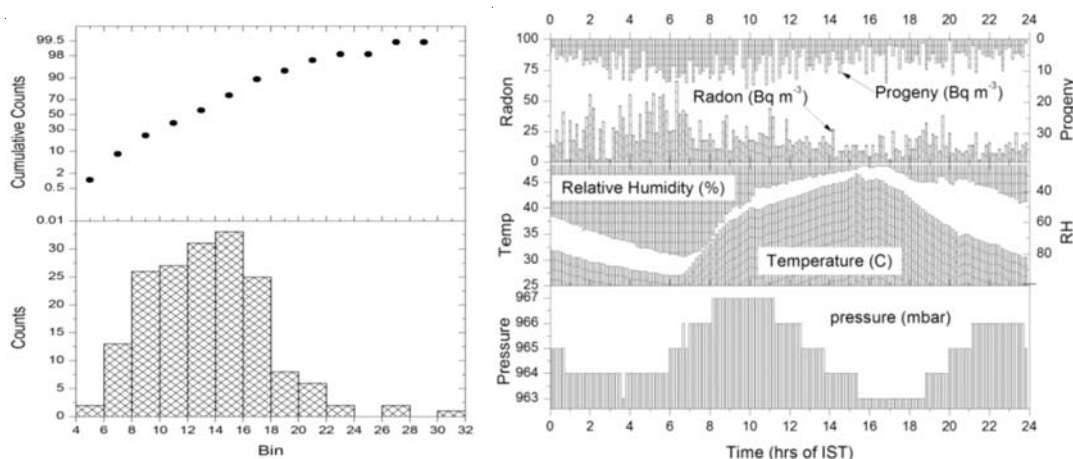 99.5
98
90
70
50
30
10
2
0.5
0.01
Cumulative Counts
30
25
20
15
10
5
0
Counts
4 6 8 10 12 14 16 18 20 22 24 26 28 30 32
Bin
0 2 4 6 8 10 12 14 16 18 20 22 24
100
75
50
25
0
Radon
0
10
20
30
Progeny
Progeny (Bq m-3)
Radon (Bq m-3)
45
40
35
30
25
Temp
40
60
80
RH
Relative Humidity (%)
Temperature (C)
967
966
965
964
963
Pressure
pressure (mbar)
0 2 4 6 8 10 12 14 16 18 20 22 24
Time (hrs of IST)